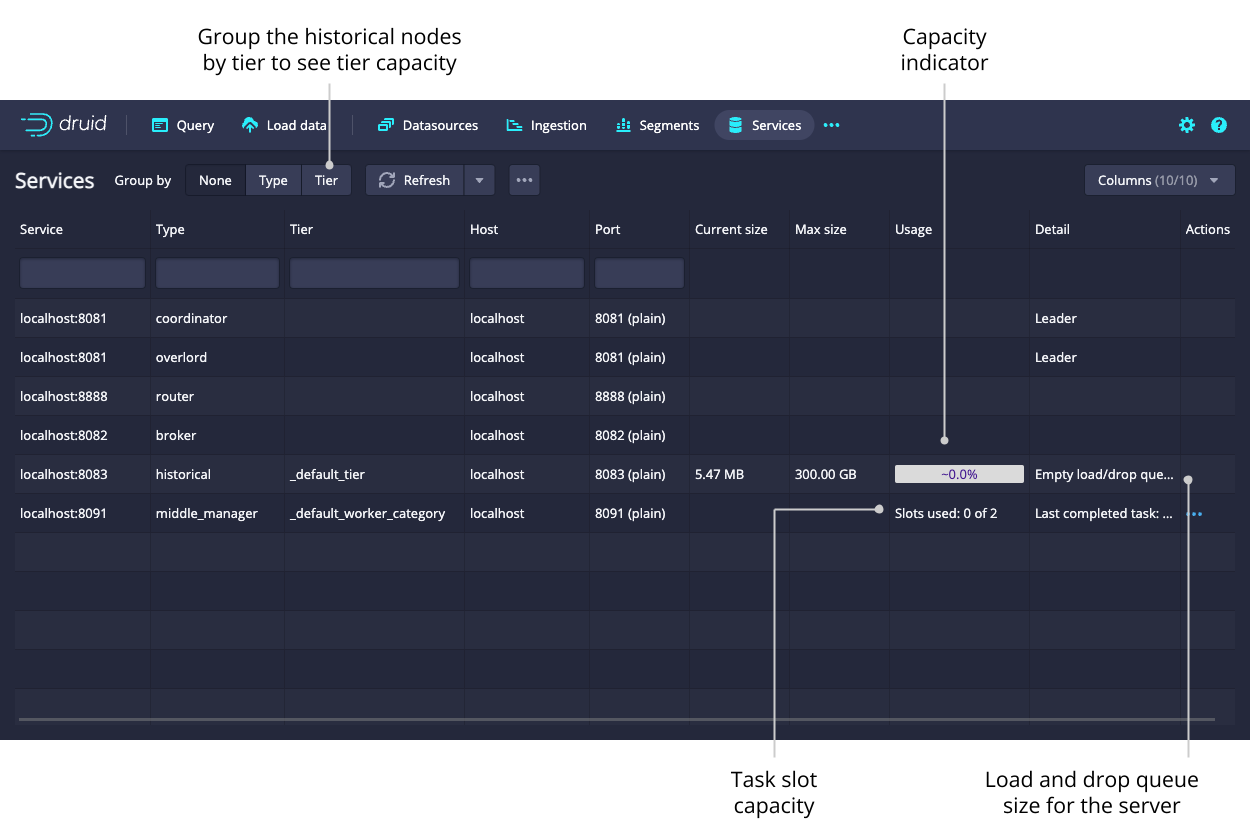 Group the historical nodes
by tier to see tier capacity
Capacity
indicator
druid Query Load data Datasources Ingestion Segments Services
Services Group by None Type Tier Refresh Columns (10/10)
Service Type Tier Host Port Current size Max size Usage Detail Actions
localhost:8081 coordinator localhost 8081 (plain) Leader
localhost:8081 overlord localhost 8081 (plain) Leader
localhost:8888 router localhost 8888 (plain)
localhost:8082 broker localhost 8082 (plain)
localhost:8083 historical _default_tier localhost 8083 (plain) 5.47 MB 300.00 GB ~0.0% Empty load/drop que...
localhost:8091 middle_manager _default_worker_category localhost 8091 (plain) Slots used: 0 of 2 Last completed task: ...
Task slot
capacity
Load and drop queue
size for the server